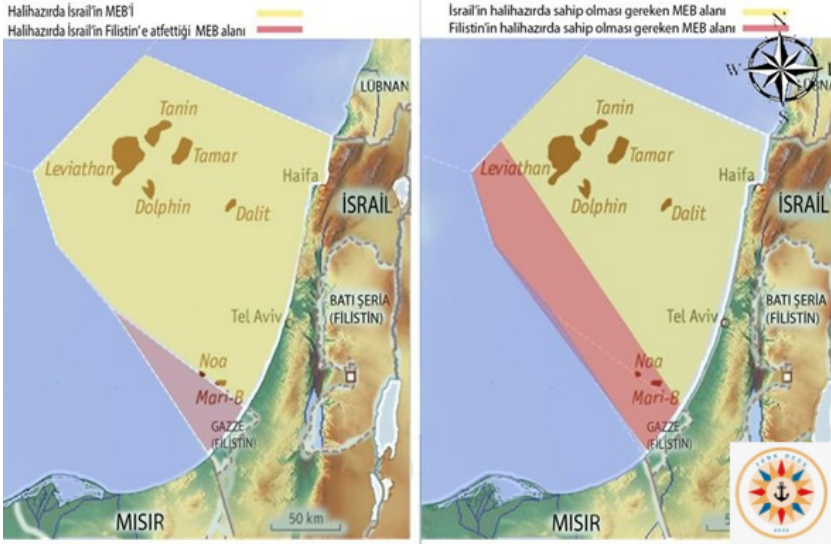 Halihazırda İsrail'in MEB'İ
Halihazırda İsrail'in Filistin'e atfettiği MEB alanı
Tanin
Leviathan
Tamar
Dolphin
Dalit
Haifa
LÜBNAN
İSRAİL
BATI ŞERİA
(FİLİSTİN)
Tel Aviv
Noa
Mari-B
GAZZE
(FİLİSTİN)
MISIR
50 km
İsrail'in halihazırda sahip olması gereken MEB alanı
Filistin'in halihazırda sahip olması gereken MEB alanı
N
W
E
S
Tanin
Leviathan
Tamar
Dolphin
Dalit
Haifa
İSRAİL
BATI ŞERİA
(FİLİSTİN)
Tel Aviv
Noa
Mari-B
GAZZE
(FİLİSTİN)
MISIR